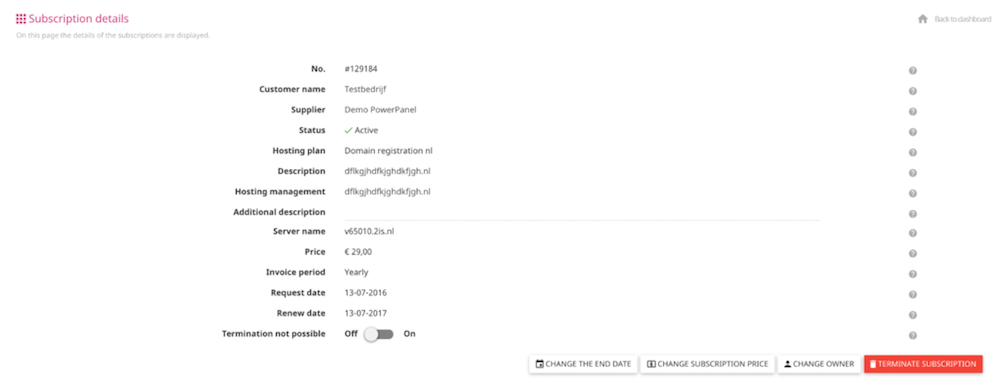 Subscription details
Back to dashboard
On this page the details of the subscriptions are displayed.
No. #129184
Customer name Testbedrijf
Supplier Demo PowerPanel
Status Active
Hosting plan Domain registration nl
Description dflkgjhdfkjghdkfjgh.nl
Hosting management dflkgjhdfkjghdkfjgh.nl
Additional description
Server name v65010.2is.nl
Price € 29,00
Invoice period Yearly
Request date 13-07-2016
Renew date 13-07-2017
Termination not possible Off On
CHANGE THE END DATE CHANGE SUBSCRIPTION PRICE CHANGE OWNER TERMINATE SUBSCRIPTION